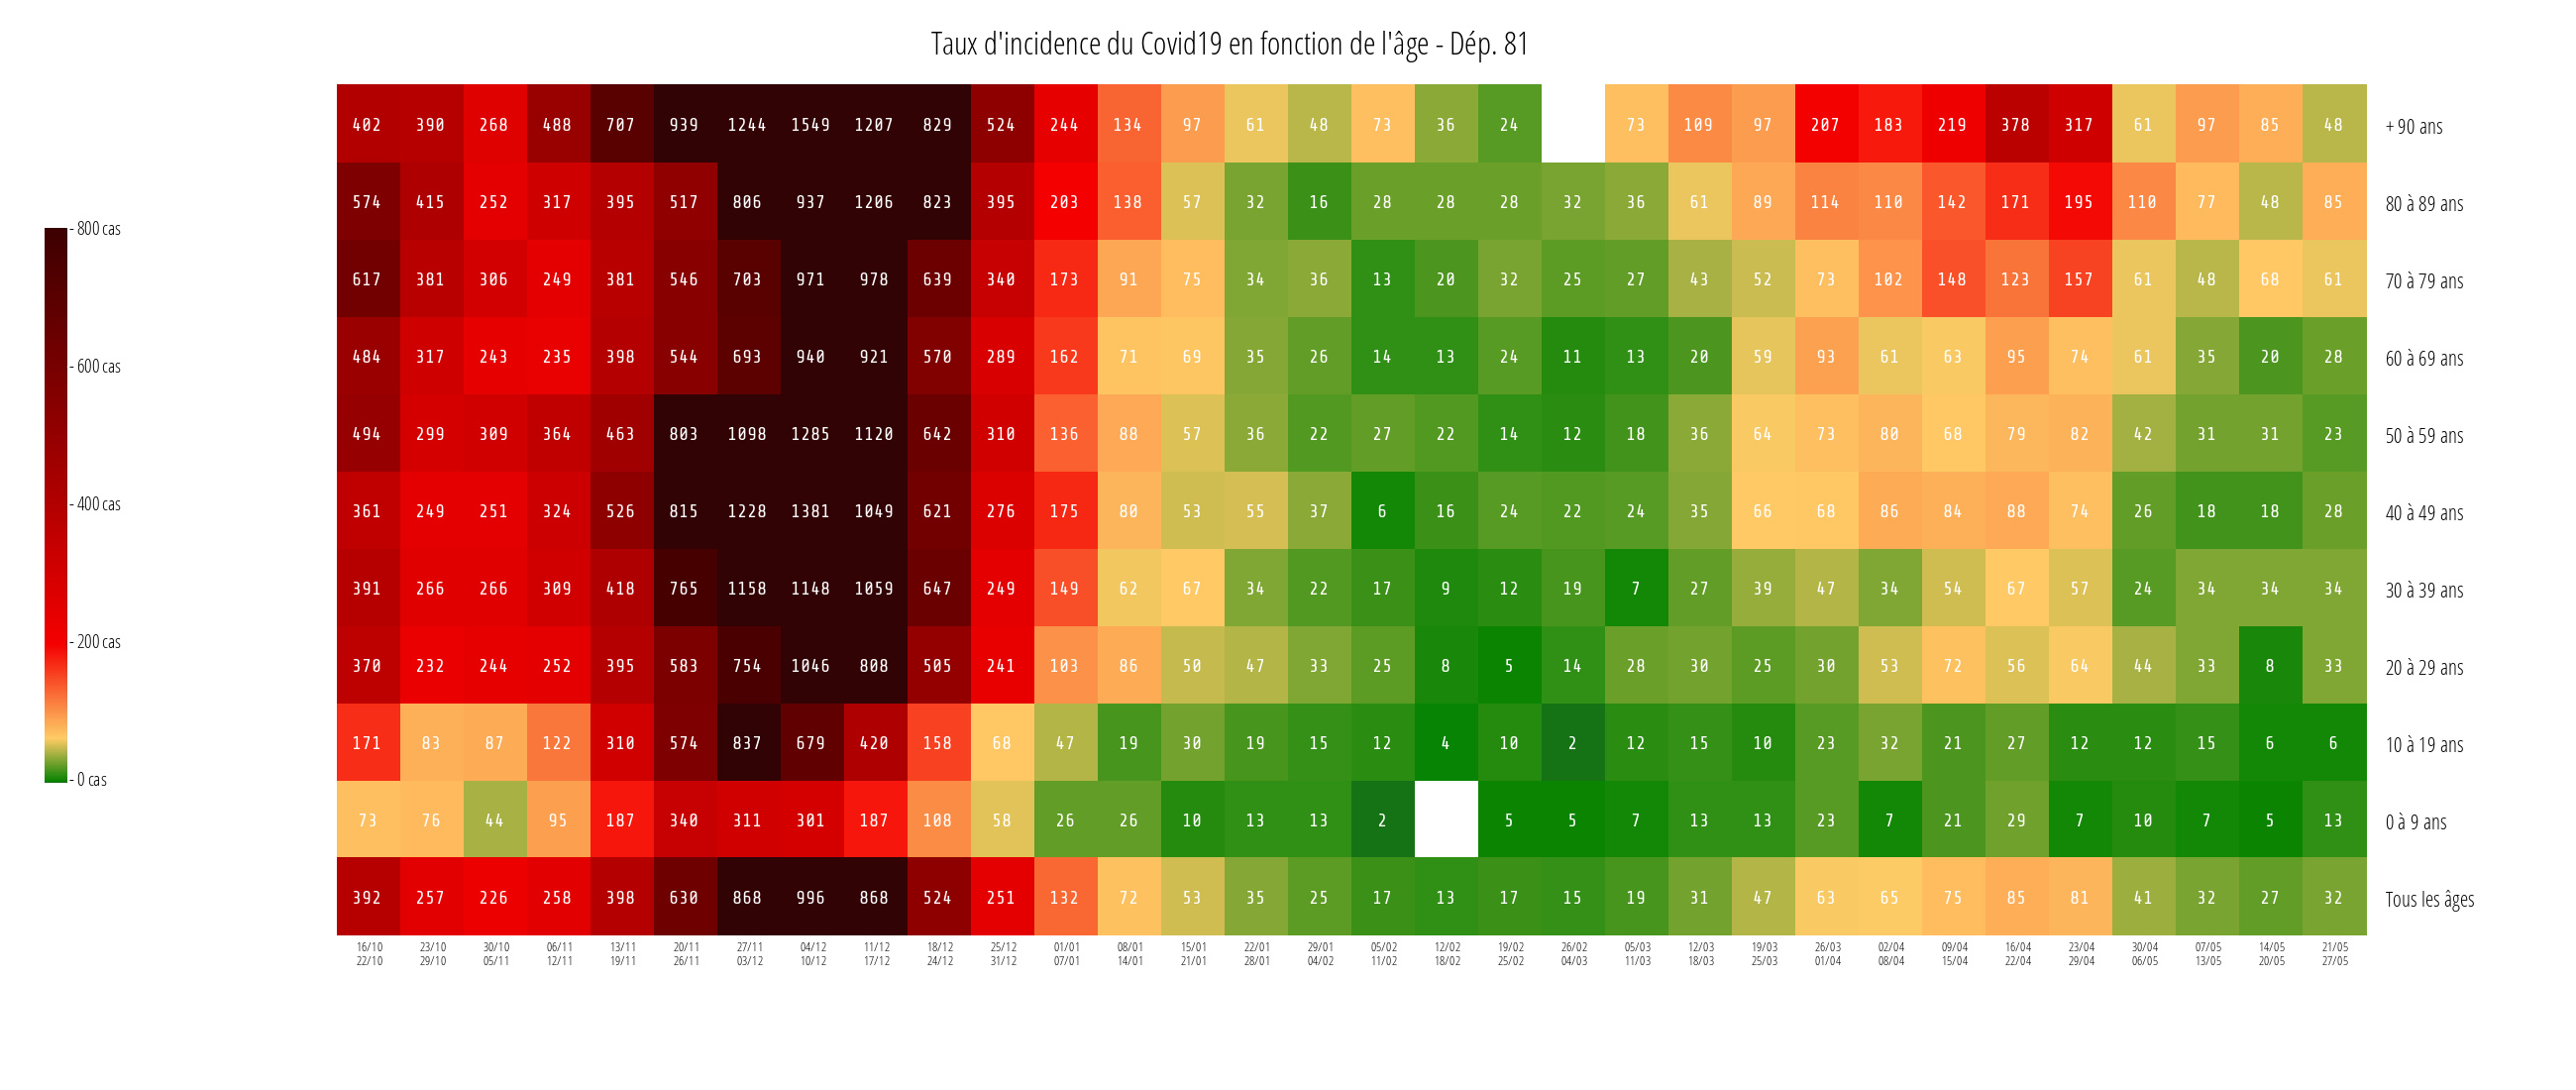 Taux d'incidence du Covid19 en fonction de l'âge - Dép. 81
402 390 268 488 707 939 1244 1549 1207 829 524 244 134 97 61 48 73 36 24 73 109 97 207 183 219 378 317 61 97 85 48 + 90 ans
574 415 252 317 395 517 806 937 1206 823 395 203 138 57 32 16 28 28 28 32 36 61 89 114 110 142 171 195 110 77 48 85 80 à 89 ans
- 800 cas
617 381 306 249 381 546 703 971 978 639 340 173 91 75 34 36 13 20 32 25 27 43 52 73 102 148 123 157 61 48 68 61 70 à 79 ans
484 317 243 235 398 544 693 940 921 570 289 162 71 69 35 26 14 13 24 11 13 20 59 93 61 63 95 74 61 35 20 28 60 à 69 ans
- 600 cas
494 299 309 364 463 803 1098 1285 1120 642 310 136 88 57 36 22 27 22 14 12 18 36 64 73 80 68 79 82 42 31 31 23 50 à 59 ans
- 400 cas
361 249 251 324 526 815 1228 1381 1049 621 276 175 80 53 55 37 6 16 24 22 24 35 66 68 86 84 88 74 26 18 18 28 40 à 49 ans
391 266 266 309 418 765 1158 1148 1059 647 249 149 62 67 34 22 17 9 12 19 7 27 39 47 34 54 67 57 24 34 34 34 30 à 39 ans
- 200 cas
370 232 244 252 395 583 754 1046 808 505 241 103 86 50 47 33 25 8 5 14 28 30 25 30 53 72 56 64 44 33 8 33 20 à 29 ans
171 83 87 122 310 574 837 679 420 158 68 47 19 30 19 15 12 4 10 2 12 15 10 23 32 21 27 12 12 15 6 6 10 à 19 ans
- 0 cas
73 76 44 95 187 340 311 301 187 108 58 26 26 10 13 13 2 5 5 7 13 13 23 7 21 29 7 10 7 5 13 0 à 9 ans
392 257 226 258 398 630 868 996 868 524 251 132 72 53 35 25 17 13 17 15 19 31 47 63 65 75 85 81 41 32 27 32 Tous les âges
16/10 23/10 30/10 06/11 13/11 20/11 27/11 04/12 11/12 18/12 25/12 01/01 08/01 15/01 22/01 29/01 05/02 12/02 19/02 26/02 05/03 12/03 19/03 26/03 02/04 09/04 16/04 23/04 30/04 07/05 14/05 21/05
22/10 29/10 05/11 12/11 19/11 26/11 03/12 10/12 17/12 24/12 31/12 07/01 14/01 21/01 28/01 04/02 11/02 18/02 25/02 04/03 11/03 18/03 25/03 01/04 08/04 15/04 22/04 29/04 06/05 13/05 20/05 27/05